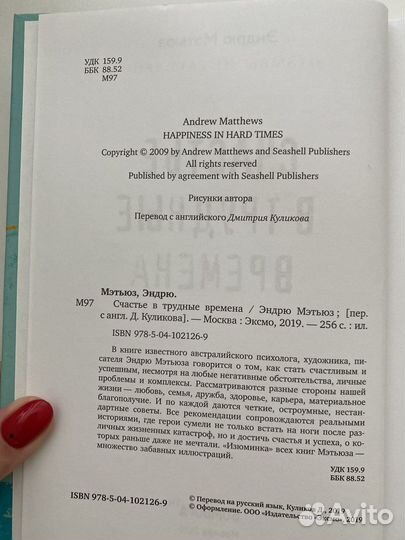 УДК 159.9
ББК 88.52
М97
Andrew Matthews
HAPPINESS IN HARD TIMES
Copyright © 2009 by Andrew Matthews and Seashell Publishers
All rights reserved
Published by agreement with Seashell Publishers
Рисунки автора
Перевод с английского Дмитрия Куликова
Мэтьюз, Эндрю.
М97 Счастье в трудные времена / Эндрю Мэтьюз ; [пер.
с англ. Д. Куликова]. — Москва : Эксмо, 2019. — 256 с. : ил.
ISBN 978-5-04-102126-9
В книге известного австралийского психолога, художника, пи-
сателя Эндрю Мэтьюза говорится о том, как стать счастливым и
успешным, несмотря на любые негативные обстоятельства, личные
проблемы и комплексы. Рассматриваются разные стороны нашей
жизни — любовь, семья, дружба, здоровье, карьера, материальное
благополучие. И по каждой даются четкие, остроумные, нестан-
дартные советы. Все рекомендации сопровождаются реальными
историями, где герои сумели не только встать на ноги после раз-
личных жизненных катастроф, но и достичь счастья и успеха, о ко-
торых раньше даже не мечтали. «Изюминка» всех книг Мэтьюза —
множество забавных иллюстраций.
УДК 159.9
ББК 88.52
© Перевод на русский язык, Куликов Д., 2019
ISBN 978-5-04-102126-9 © Оформление. ООО «Издательство «Эксмо», 2019
Avito